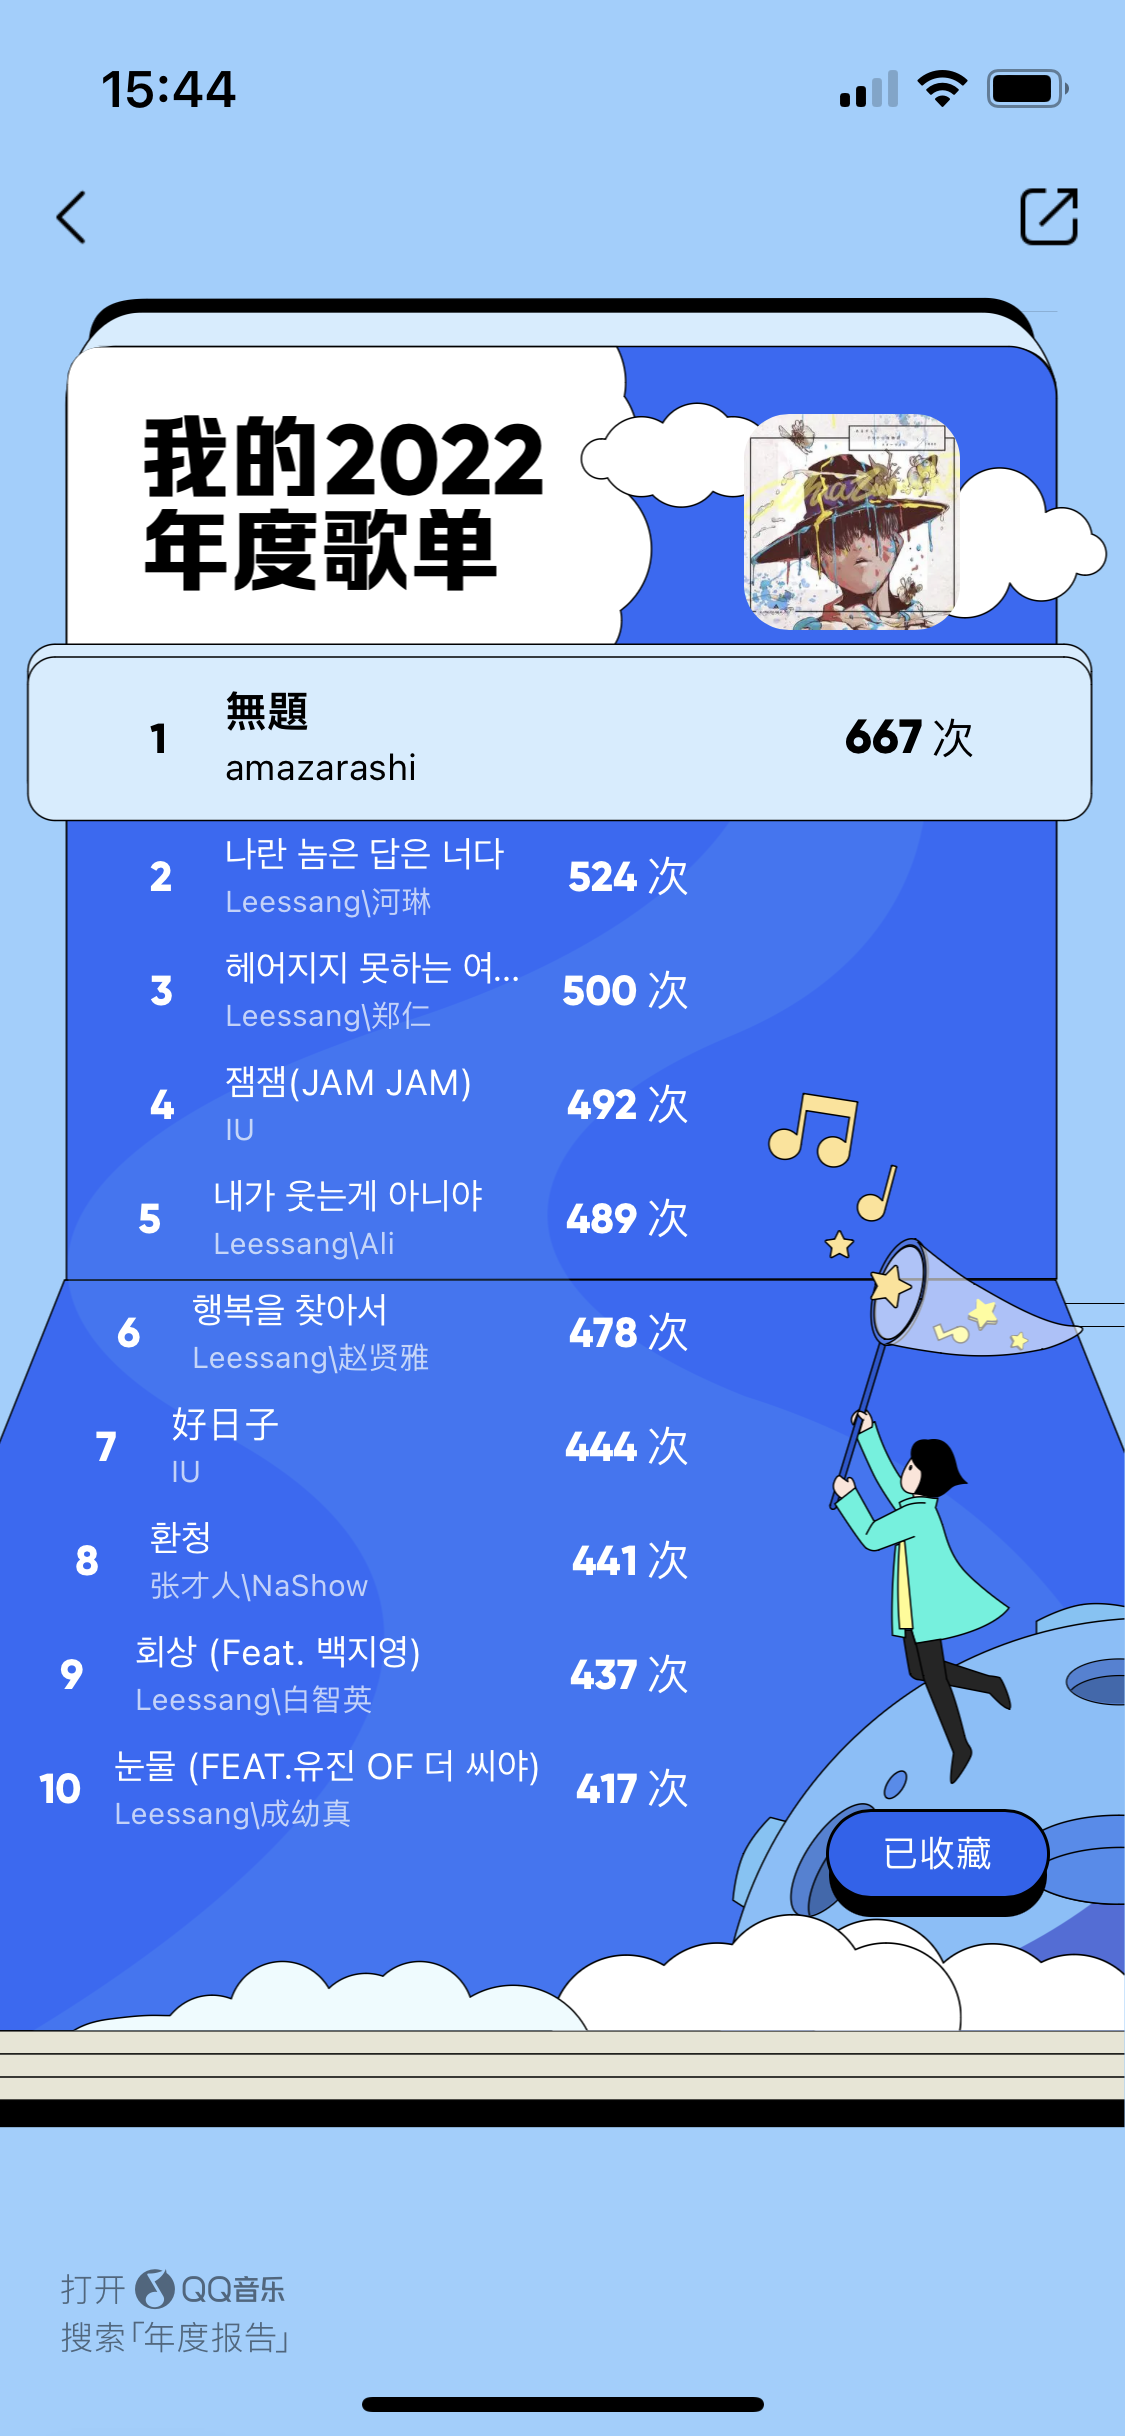 15:44
我的2022
年度歌单
1
無題
amazarashi
667 次
2
나란 놈은 답은 너다
Leessang\河琳
524 次
3
헤어지지 못하는 여...
Leessang\郑仁
500 次
4
잼잼(JAM JAM)
IU
492 次
5
내가 웃는게 아니야
Leessang\Ali
489 次
6
행복을 찾아서
Leessang\赵贤雅
478 次
7
好日子
IU
444 次
8
환청
张才人\NaShow
441 次
9
회상 (Feat. 백지영)
Leessang\白智英
437 次
10
눈물 (FEAT.유진 OF 더 씨야)
Leessang\成幼真
417 次
已收藏
打开 QQ音乐
搜索「年度报告」